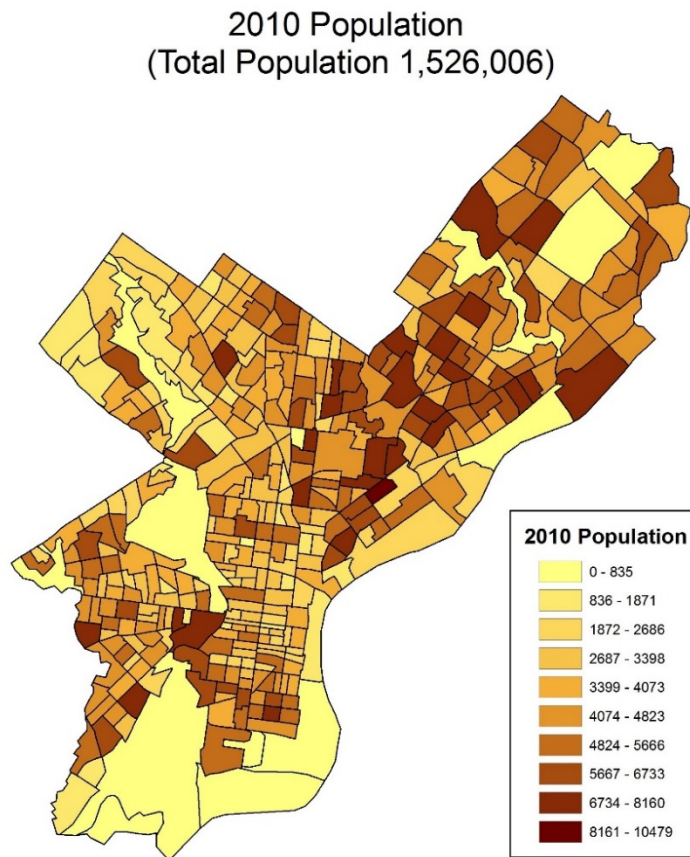 2010 Population
(Total Population 1,526,006)
2010 Population
0 - 835
836 - 1871
1872 - 2686
2687 - 3398
3399 - 4073
4074 - 4823
4824 - 5666
5667 - 6733
6734 - 8160
8161 - 10479